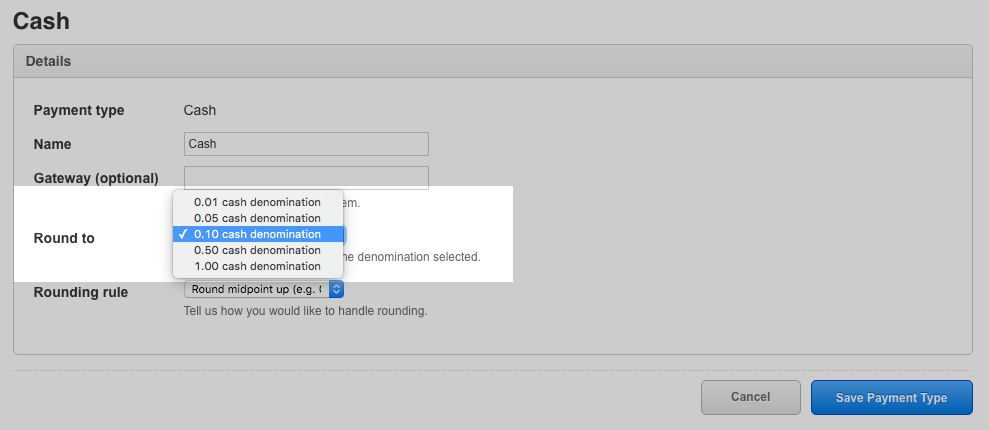 Cash
Details
Payment type Cash
Name Cash
Gateway (optional)
em.
0.01 cash denomination
0.05 cash denomination
Round to ✓ 0.10 cash denomination
0.50 cash denomination
he denomination selected.
1.00 cash denomination
Rounding rule Round midpoint up (e.g. (
Tell us how you would like to handle rounding.
Cancel Save Payment Type